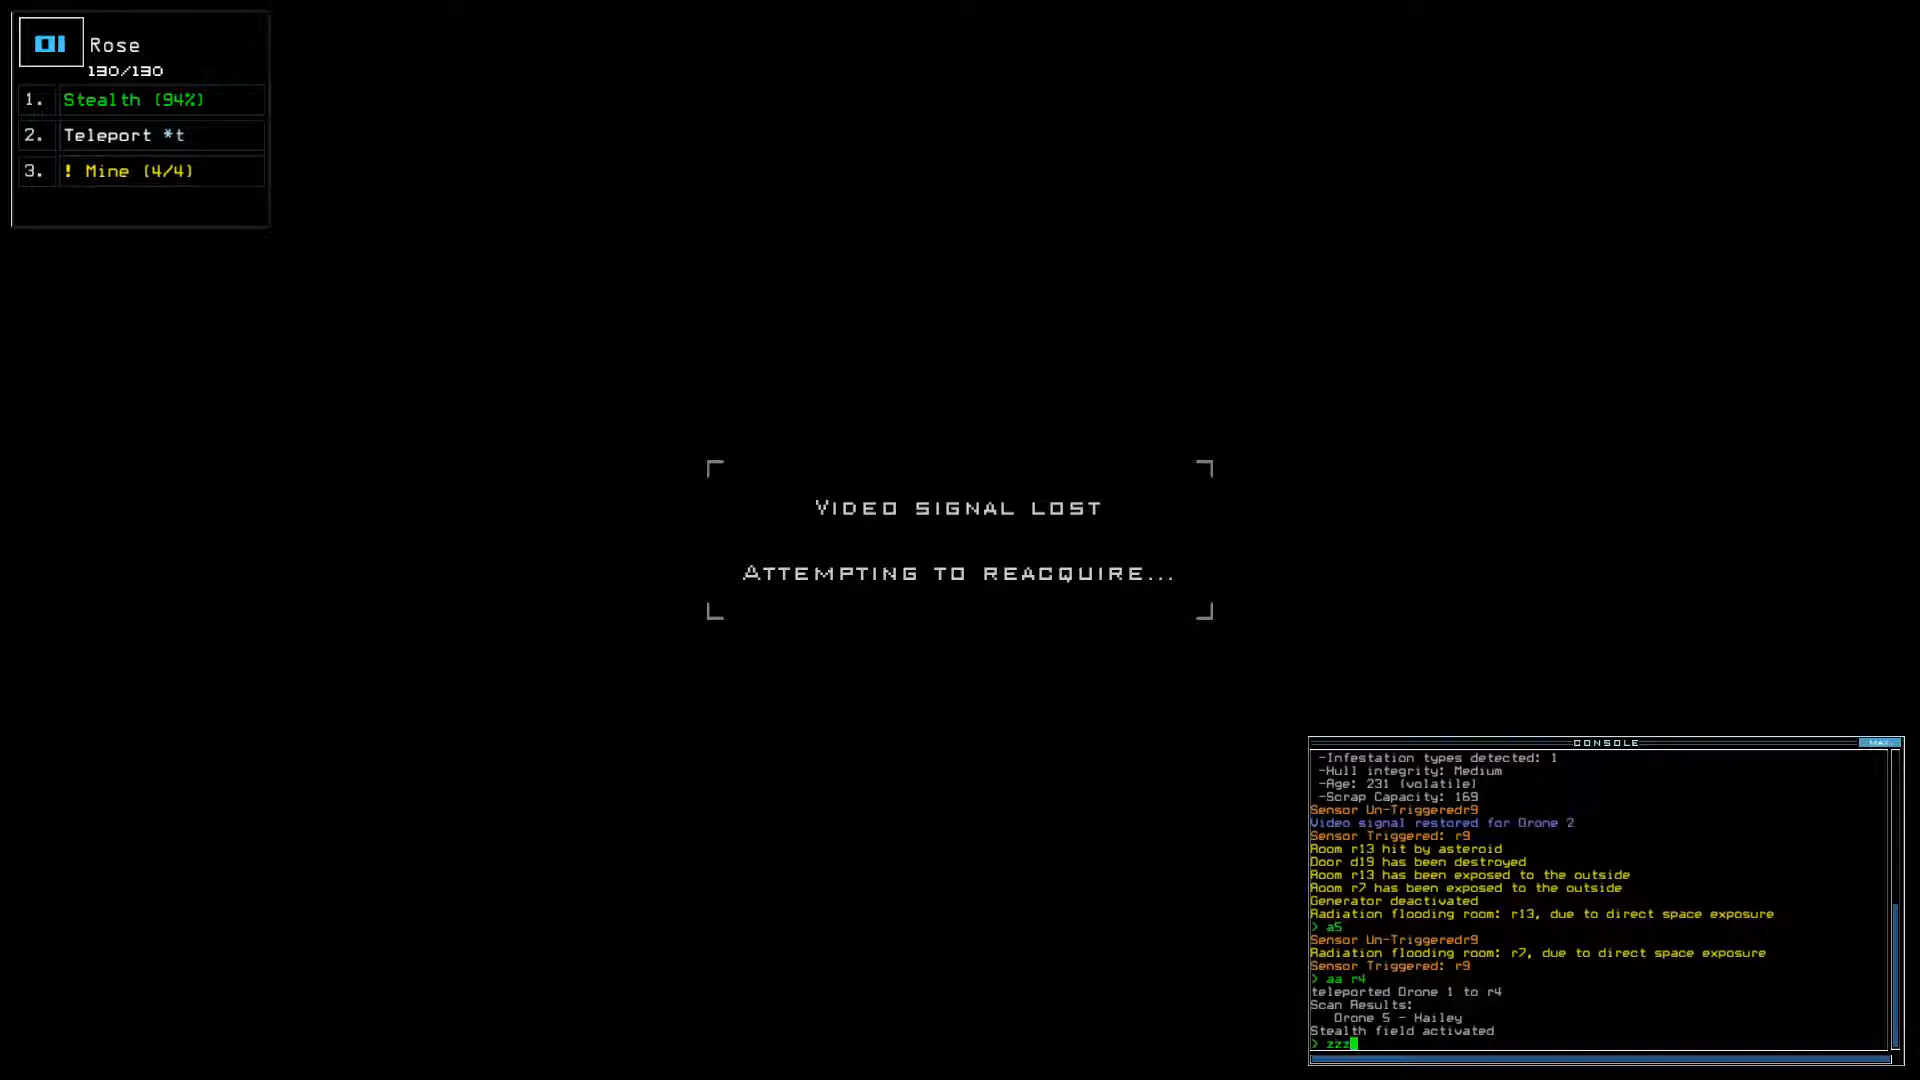 01 Rose
130/130
1. Stealth (94%)
2. Teleport *t
3. ! Mine (4/4)
Video signal lost
Attempting to reacquire...
CONSOLE
-Infestation types detected: 1
-Hull integrity: Medium
-Age: 231 (volatile)
-Scrap Capacity: 169
Sensor Un-Triggeredr9
Video signal restored for Drone 2
Sensor Triggered: r9
Room r13 hit by asteroid
Door d19 has been destroyed
Room r13 has been exposed to the outside
Room r7 has been exposed to the outside
Generator deactivated
Radiation flooding room: r13, due to direct space exposure
> a5
Sensor Un-Triggeredr9
Radiation flooding room: r7, due to direct space exposure
Sensor Triggered: r9
> aa r4
teleported Drone 1 to r4
Scan Results:
Drone 5 - Hailey
Stealth field activated
> zzz